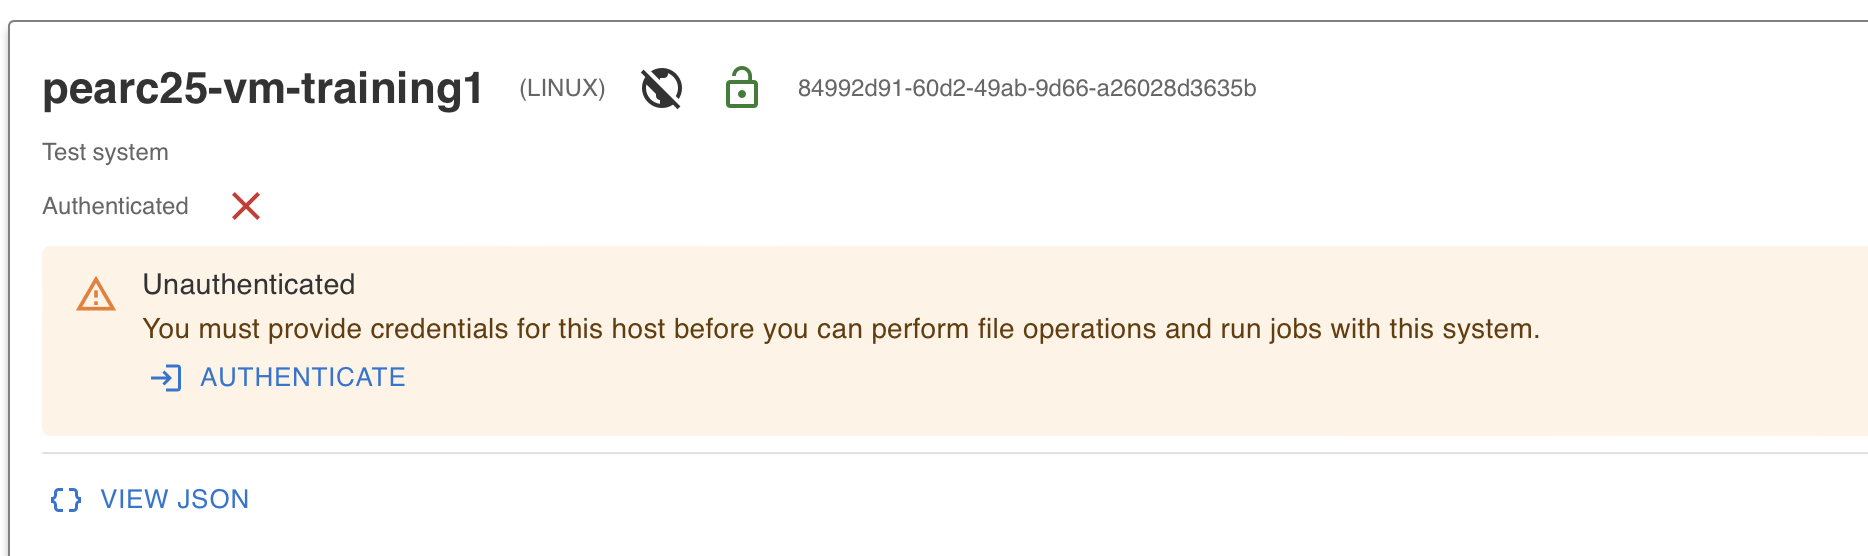 pearc25-vm-training1 (LINUX) 84992d91-60d2-49ab-9d66-a26028d3635b
Test system
Authenticated
Unauthenticated
You must provide credentials for this host before you can perform file operations and run jobs with this system.
AUTHENTICATE
VIEW JSON